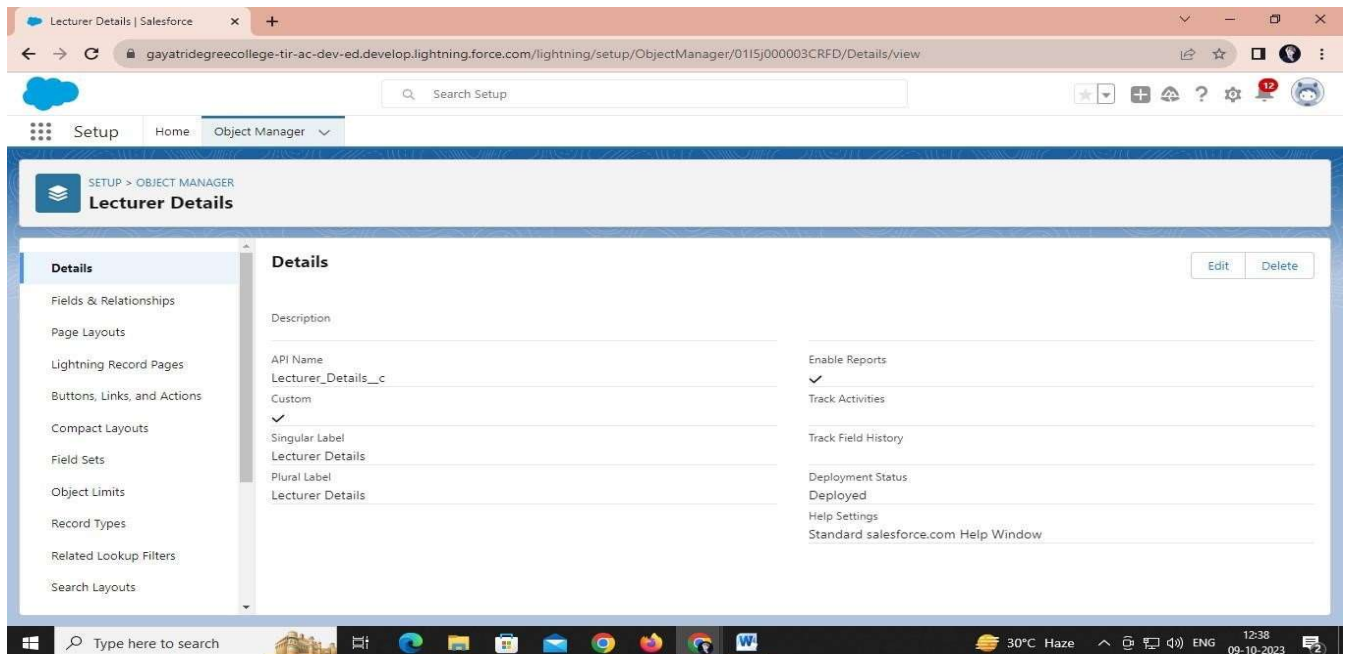 Lecturer Details | Salesforce
gayatridegreecollege-tir-ac-dev-ed.develop.lightning.force.com/lightning/setup/ObjectManager/01I5j000003CRFD/Details/view
Search Setup
12
Setup Home Object Manager
SETUP > OBJECT MANAGER
Lecturer Details
Details
Fields & Relationships
Page Layouts
Lightning Record Pages
Buttons, Links, and Actions
Compact Layouts
Field Sets
Object Limits
Record Types
Related Lookup Filters
Search Layouts
Details
Edit Delete
Description
API Name
Lecturer_Details__c
Custom
Singular Label
Lecturer Details
Plural Label
Lecturer Details
Enable Reports
Track Activities
Track Field History
Deployment Status
Deployed
Help Settings
Standard salesforce.com Help Window
Type here to search
30°C Haze
ENG
12:38
09-10-2023
2